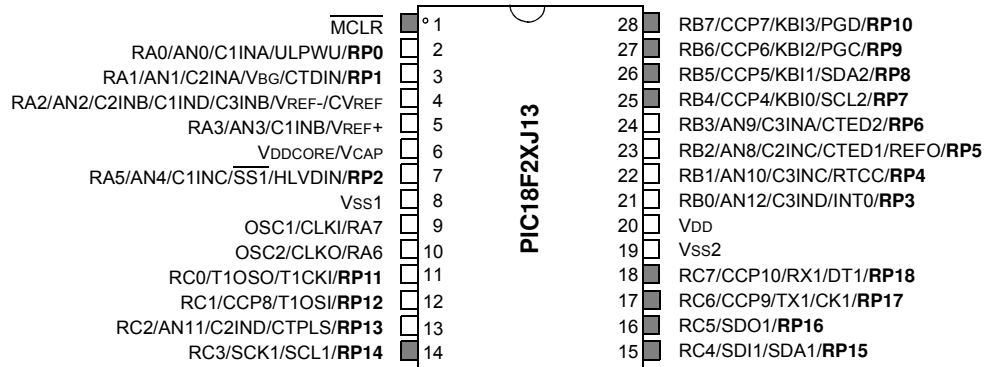 MCLR 1
RA0/AN0/C1INA/ULPWU/RP0 2
RA1/AN1/C2INA/VBG/CTDIN/RP1 3
RA2/AN2/C2INB/C1IND/C3INB/VREF-/CVREF 4
RA3/AN3/C1INB/VREF+ 5
VDDCORE/VCAP 6
RA5/AN4/C1INC/SS1/HLVDIN/RP2 7
VSS1 8
OSC1/CLKI/RA7 9
OSC2/CLKO/RA6 10
RC0/T1OSO/T1CKI/RP11 11
RC1/CCP8/T1OSI/RP12 12
RC2/AN11/C2IND/CTPLS/RP13 13
RC3/SCK1/SCL1/RP14 14
PIC18F2XJ13
28 RB7/CCP7/KBI3/PGD/RP10
27 RB6/CCP6/KBI2/PGC/RP9
26 RB5/CCP5/KBI1/SDA2/RP8
25 RB4/CCP4/KBI0/SCL2/RP7
24 RB3/AN9/C3INA/CTED2/RP6
23 RB2/AN8/C2INC/CTED1/REFO/RP5
22 RB1/AN10/C3INC/RTCC/RP4
21 RB0/AN12/C3IND/INT0/RP3
20 VDD
19 VSS2
18 RC7/CCP10/RX1/DT1/RP18
17 RC6/CCP9/TX1/CK1/RP17
16 RC5/SDO1/RP16
15 RC4/SDI1/SDA1/RP15